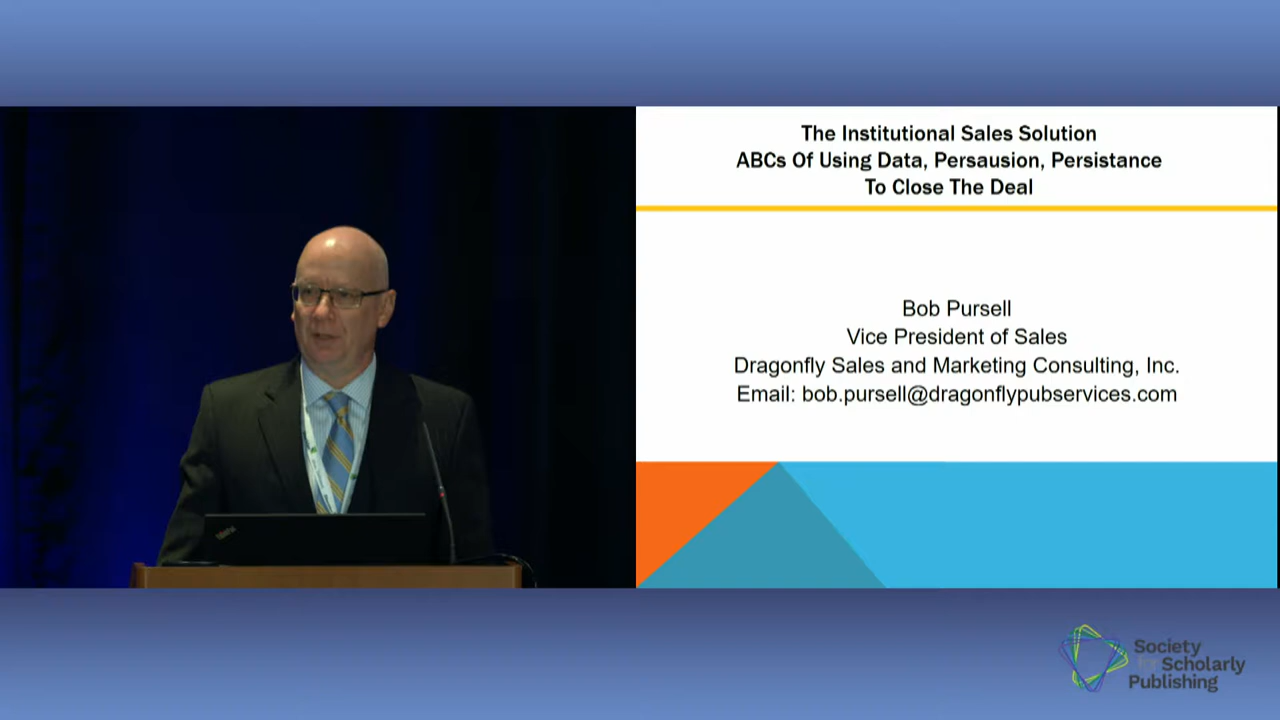 The Institutional Sales Solution
ABCs Of Using Data, Persausion, Persistance
To Close The Deal
Bob Pursell
Vice President of Sales
Dragonfly Sales and Marketing Consulting, Inc.
Email: bob.pursell@dragonflypubservices.com
Society
for Scholarly
Publishing